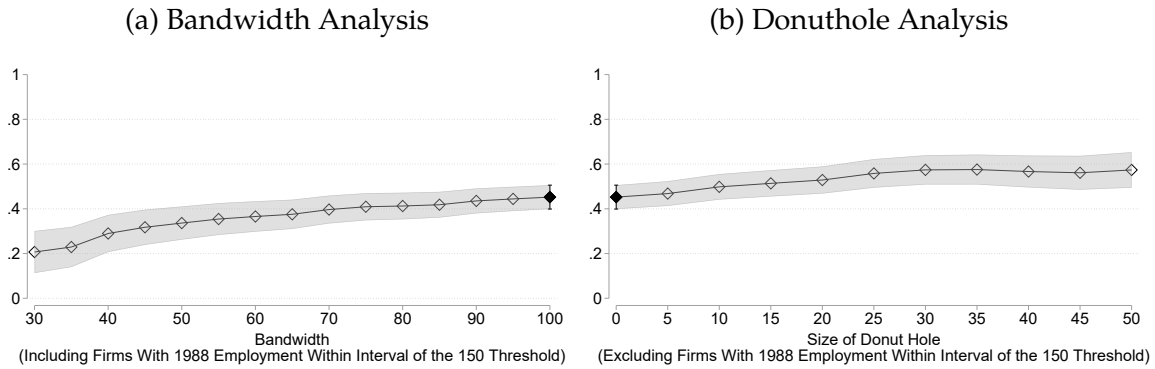 (a) Bandwidth Analysis
1
.8
.6
.4
.2
0
30 40 50 60 70 80 90 100
Bandwidth
(Including Firms With 1988 Employment Within Interval of the 150 Threshold)
(b) Donuthole Analysis
1
.8
.6
.4
.2
0
0 5 10 15 20 25 30 35 40 45 50
Size of Donut Hole
(Excluding Firms With 1988 Employment Within Interval of the 150 Threshold)